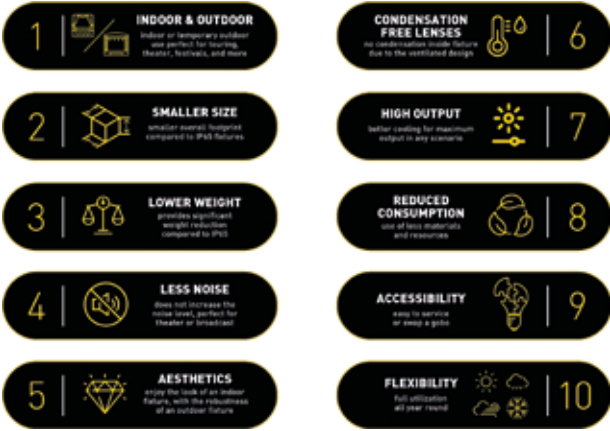 1
INDOOR & OUTDOOR
indoor or temporary outdoor
use perfect for touring,
theater, festivals, and more
2
SMALLER SIZE
smaller overall footprint
compared to IP65 fixtures
3
LOWER WEIGHT
provides significant
weight reduction
compared to IP65
4
LESS NOISE
does not increase the
noise level, perfect for
theater or broadcast
5
AESTHETICS
enjoy the look of an indoor
fixture, with the robustness
of an outdoor fixture
CONDENSATION
FREE LENSES
no condensation inside fixture
due to the ventilated design
6
HIGH OUTPUT
better cooling for maximum
output in any scenario
7
REDUCED
CONSUMPTION
use of less materials
and resources
8
ACCESSIBILITY
easy to service
or swap a gobo
9
FLEXIBILITY
full utilization
all year round
10